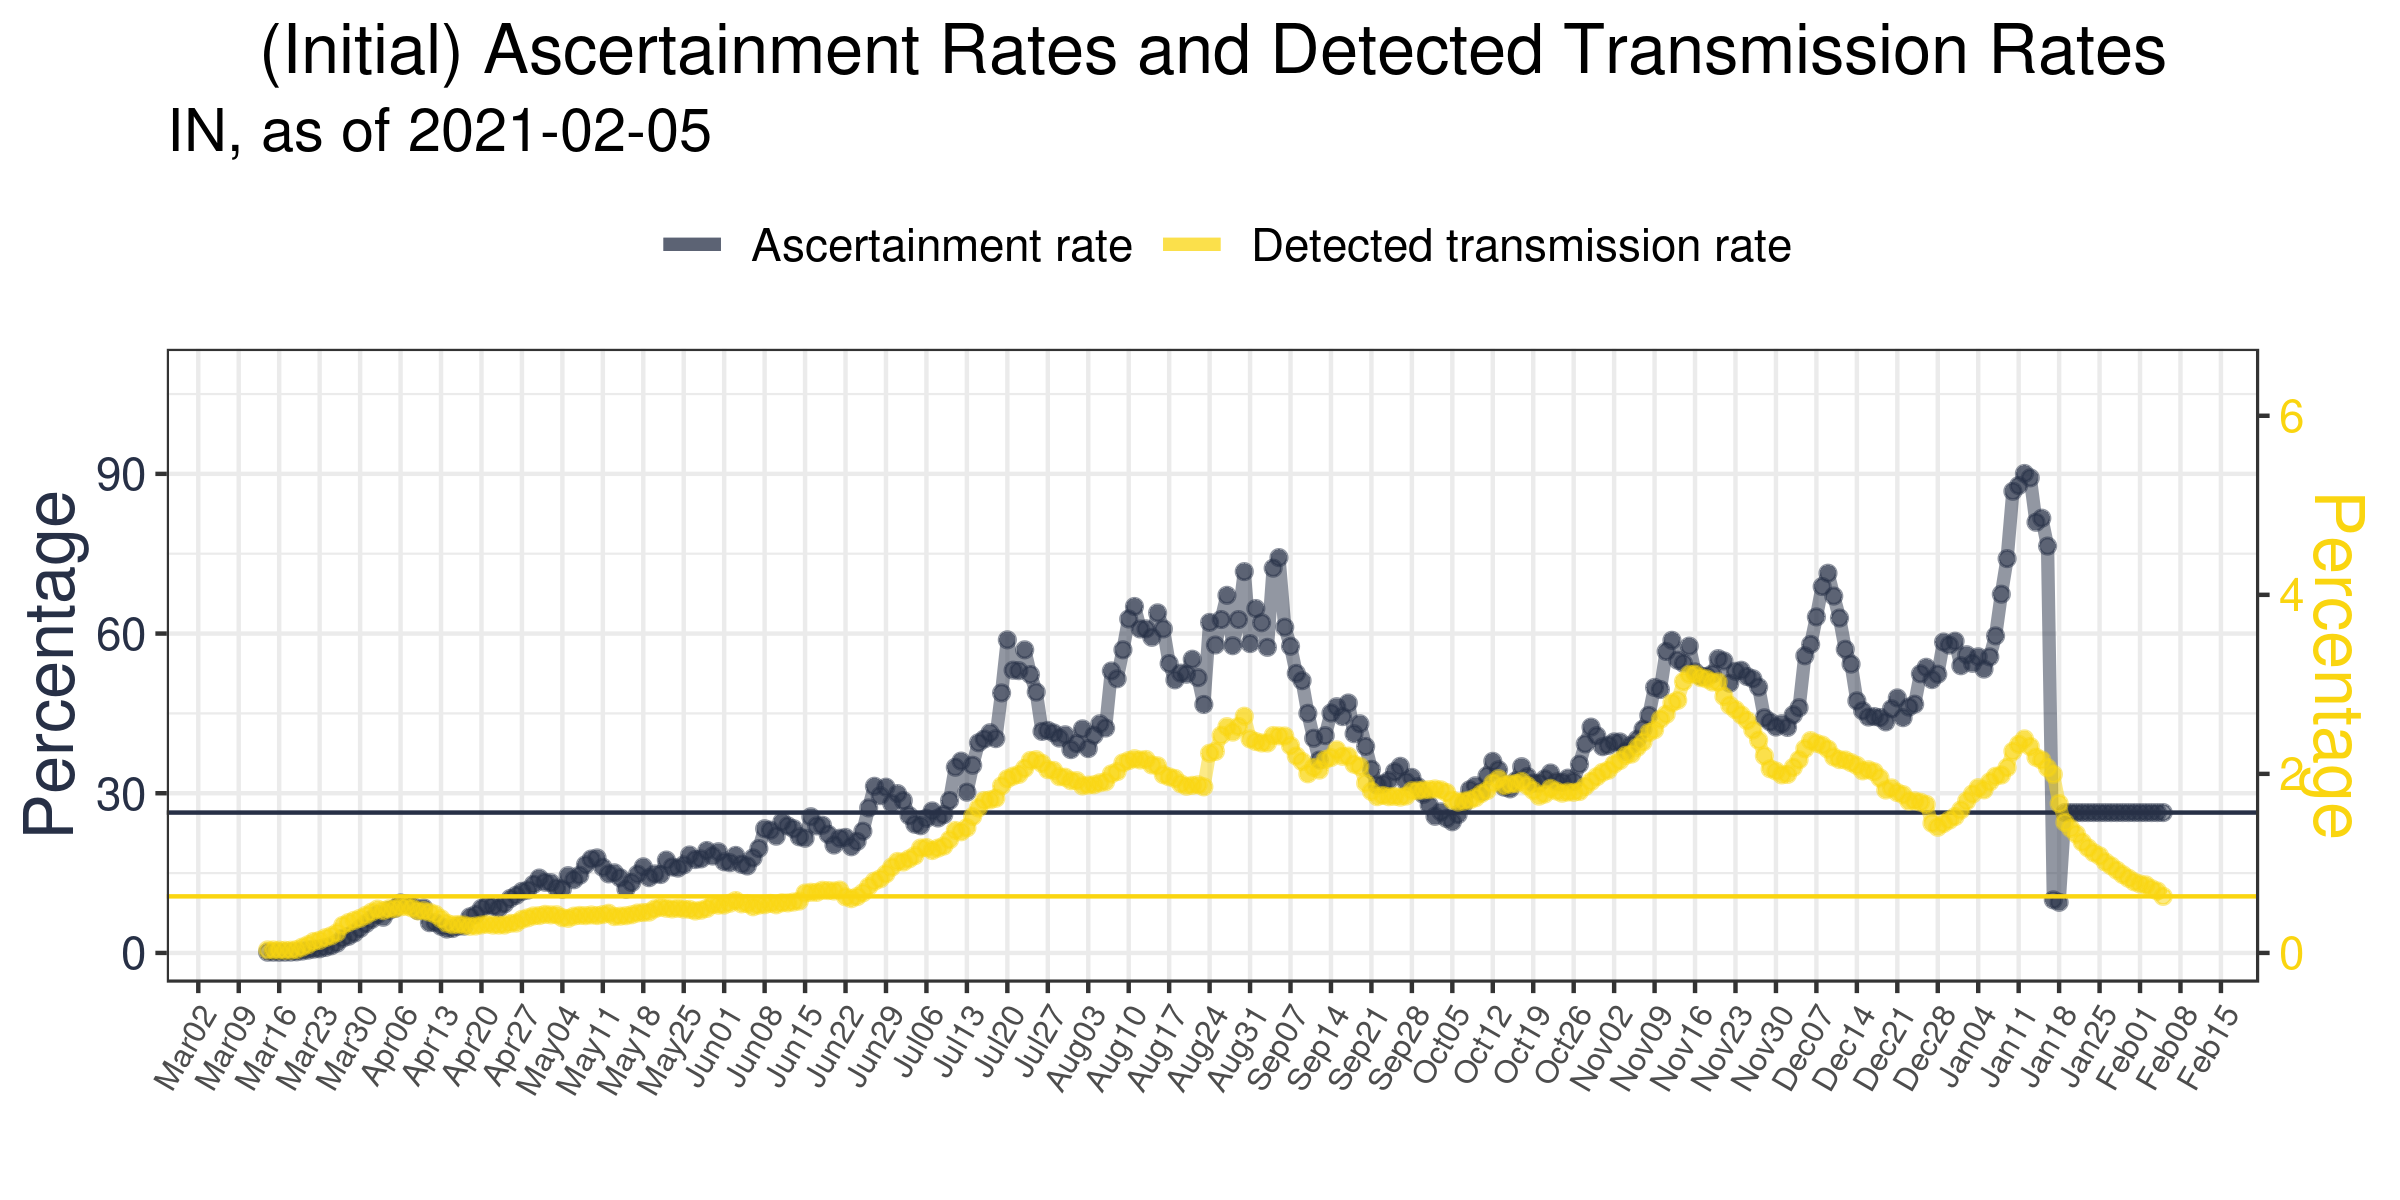 (Initial) Ascertainment Rates and Detected Transmission Rates
IN, as of 2021-02-05
Ascertainment rate Detected transmission rate
Percentage
90
60
30
0
6
4
2
0
Percentage
Mar02 Mar09 Mar16 Mar23 Mar30 Apr06 Apr13 Apr20 Apr27 May04 May11 May18 May25 Jun01 Jun08 Jun15 Jun22 Jun29 Jul06 Jul13 Jul20 Jul27 Aug03 Aug10 Aug17 Aug24 Aug31 Sep07 Sep14 Sep21 Sep28 Oct05 Oct12 Oct19 Oct26 Nov02 Nov09 Nov16 Nov23 Nov30 Dec07 Dec14 Dec21 Dec28 Jan04 Jan11 Jan18 Jan25 Feb01 Feb08 Feb15